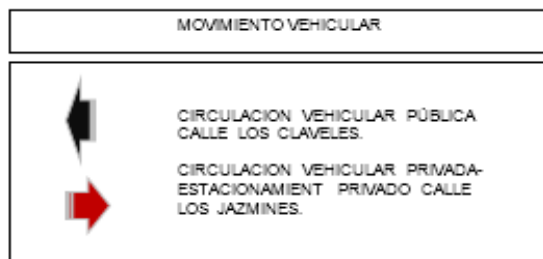 MOVIMIENTO VEHICULAR
CIRCULACION VEHICULAR PÚBLICA
CALLE LOS CLAVELES.
CIRCULACION VEHICULAR PRIVADA-
ESTACIONAMIENT PRIVADO CALLE
LOS JAZMINES.